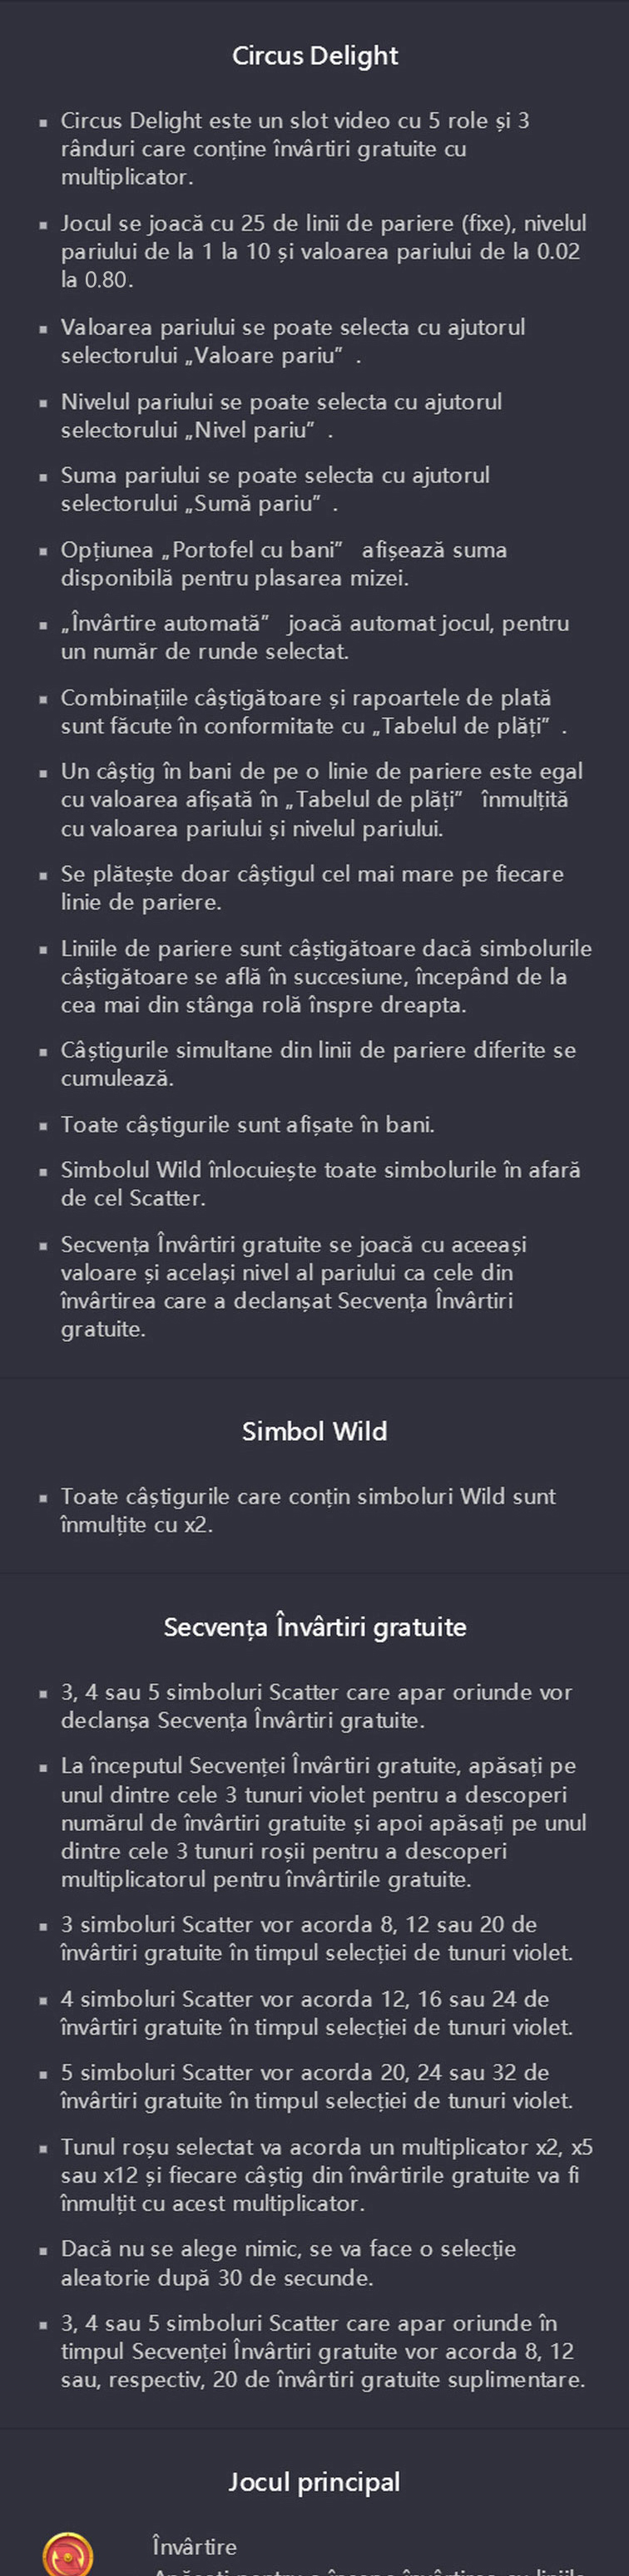 Circus Delight
▪ Circus Delight este un slot video cu 5 role și 3
rânduri care conține învârtiri gratuite cu
multiplicator.
▪ Jocul se joacă cu 25 de linii de pariere (fixe), nivelul
pariului de la 1 la 10 și valoarea pariului de la 0.02
la 0.80.
▪ Valoarea pariului se poate selecta cu ajutorul
selectorului „Valoare pariu” .
▪ Nivelul pariului se poate selecta cu ajutorul
selectorului „Nivel pariu” .
▪ Suma pariului se poate selecta cu ajutorul
selectorului „Sumă pariu” .
▪ Opțiunea „Portofel cu bani” afișează suma
disponibilă pentru plasarea mizei.
▪ „Învârtire automată” joacă automat jocul, pentru
un număr de runde selectat.
▪ Combinațiile câștigătoare și rapoartele de plată
sunt făcute în conformitate cu „Tabelul de plăți” .
▪ Un câștig în bani de pe o linie de pariere este egal
cu valoarea afișată în „Tabelul de plăți” înmulțită
cu valoarea pariului și nivelul pariului.
▪ Se plătește doar câștigul cel mai mare pe fiecare
linie de pariere.
▪ Liniile de pariere sunt câștigătoare dacă simbolurile
câștigătoare se află în succesiune, începând de la
cea mai din stânga rolă înspre dreapta.
▪ Câștigurile simultane din linii de pariere diferite se
cumulează.
▪ Toate câștigurile sunt afișate în bani.
▪ Simbolul Wild înlocuiește toate simbolurile în afară
de cel Scatter.
▪ Secvența Învârtiri gratuite se joacă cu aceeași
valoare și același nivel al pariului ca cele din
învârtirea care a declanșat Secvența Învârtiri
gratuite.
Simbol Wild
▪ Toate câștigurile care conțin simboluri Wild sunt
înmulțite cu x2.
Secvența Învârtiri gratuite
▪ 3, 4 sau 5 simboluri Scatter care apar oriunde vor
declanșa Secvența Învârtiri gratuite.
▪ La începutul Secvenței Învârtiri gratuite, apăsați pe
unul dintre cele 3 tunuri violet pentru a descoperi
numărul de învârtiri gratuite și apoi apăsați pe unul
dintre cele 3 tunuri roșii pentru a descoperi
multiplicatorul pentru învârtirile gratuite.
▪ 3 simboluri Scatter vor acorda 8, 12 sau 20 de
învârtiri gratuite în timpul selecției de tunuri violet.
▪ 4 simboluri Scatter vor acorda 12, 16 sau 24 de
învârtiri gratuite în timpul selecției de tunuri violet.
▪ 5 simboluri Scatter vor acorda 20, 24 sau 32 de
învârtiri gratuite în timpul selecției de tunuri violet.
▪ Tunul roșu selectat va acorda un multiplicator x2, x5
sau x12 și fiecare câștig din învârtirile gratuite va fi
înmulțit cu acest multiplicator.
▪ Dacă nu se alege nimic, se va face o selecție
aleatorie după 30 de secunde.
▪ 3, 4 sau 5 simboluri Scatter care apar oriunde în
timpul Secvenței Învârtiri gratuite vor acorda 8, 12
sau, respectiv, 20 de învârtiri gratuite suplimentare.
Jocul principal
Învârtire